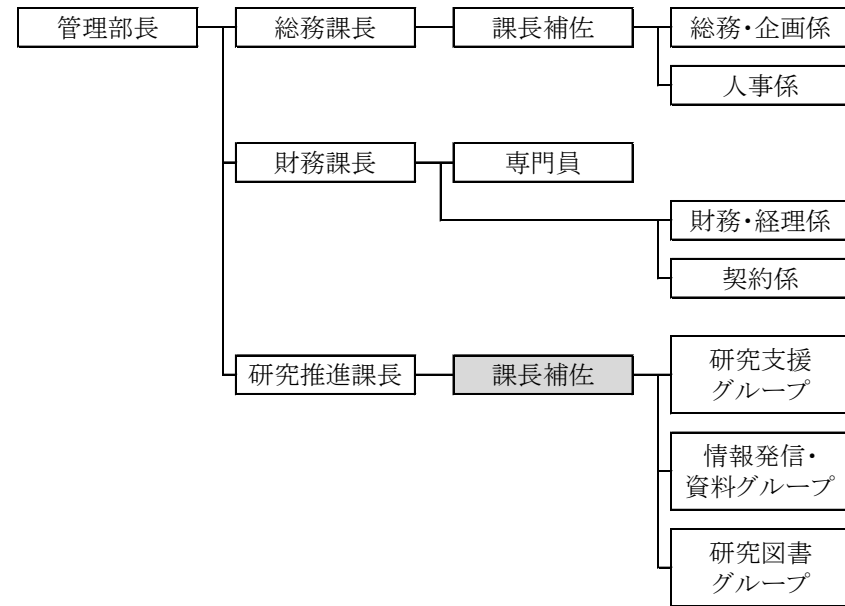 管理部長
総務課長
課長補佐
総務・企画係
人事係
財務課長
専門員
財務・経理係
契約係
研究推進課長
課長補佐
研究支援
グループ
情報発信・
資料グループ
研究図書
グループ